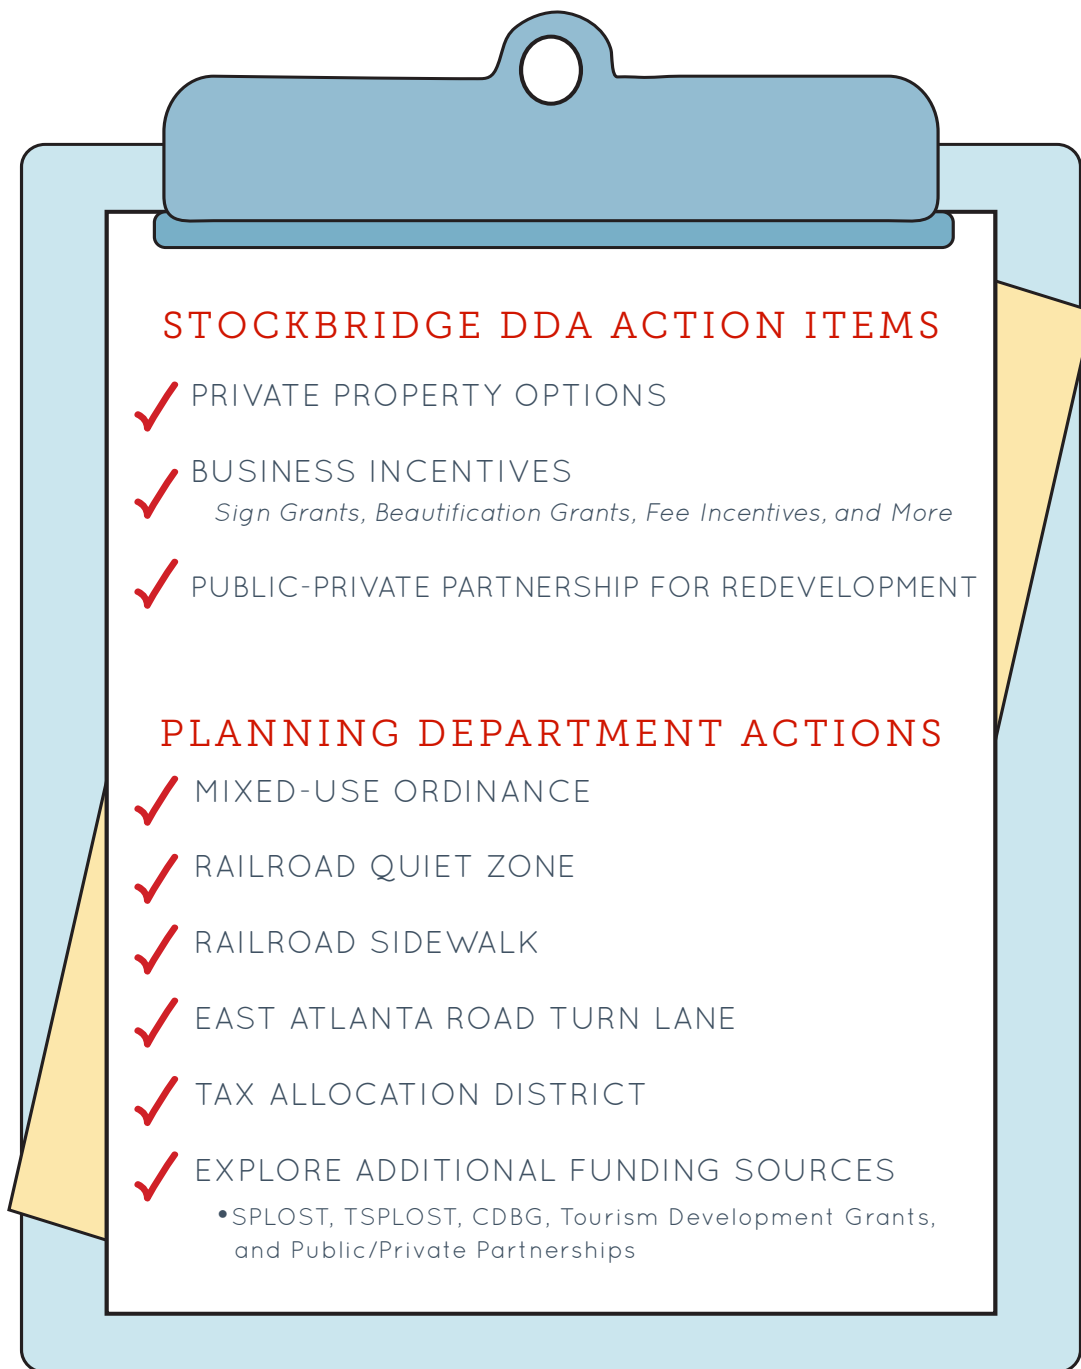 STOCKBRIDGE DDA ACTION ITEMS
PRIVATE PROPERTY OPTIONS
BUSINESS INCENTIVES
Sign Grants, Beautification Grants, Fee Incentives, and More
PUBLIC-PRIVATE PARTNERSHIP FOR REDEVELOPMENT
PLANNING DEPARTMENT ACTIONS
MIXED-USE ORDINANCE
RAILROAD QUIET ZONE
RAILROAD SIDEWALK
EAST ATLANTA ROAD TURN LANE
TAX ALLOCATION DISTRICT
EXPLORE ADDITIONAL FUNDING SOURCES
•SPLOST, TSPLOST, CDBG, Tourism Development Grants,
and Public/Private Partnerships